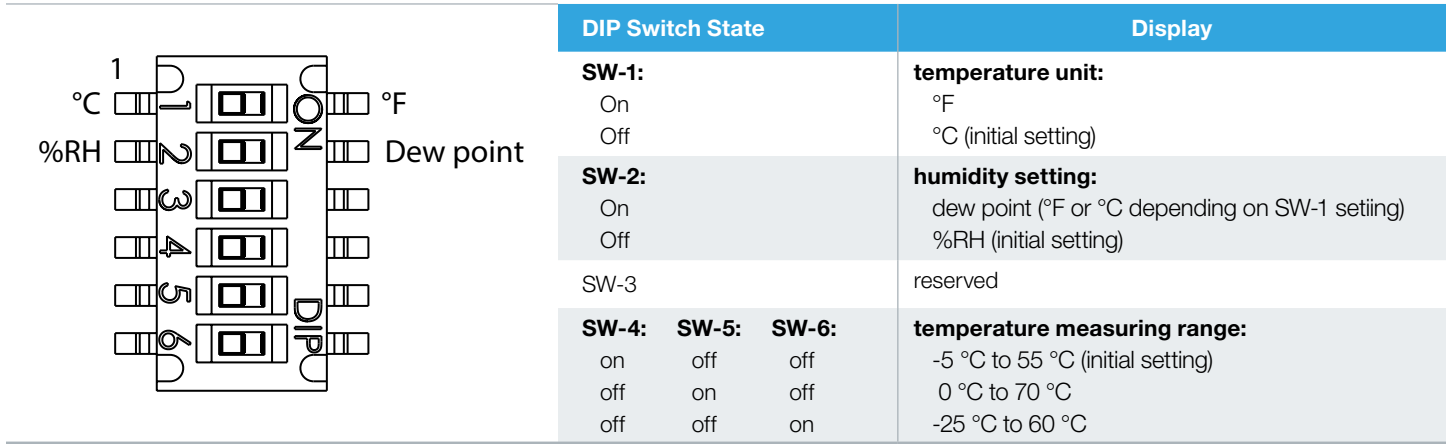 1
°C 1 ON °F
%RH 2 Dew point
3
4
5 DIP
6
DIP Switch State Display
SW-1: temperature unit:
On °F
Off °C (initial setting)
SW-2: humidity setting:
On dew point (°F or °C depending on SW-1 setiing)
Off %RH (initial setting)
SW-3 reserved
SW-4: SW-5: SW-6: temperature measuring range:
on off off -5 °C to 55 °C (initial setting)
off on off 0 °C to 70 °C
off off on -25 °C to 60 °C